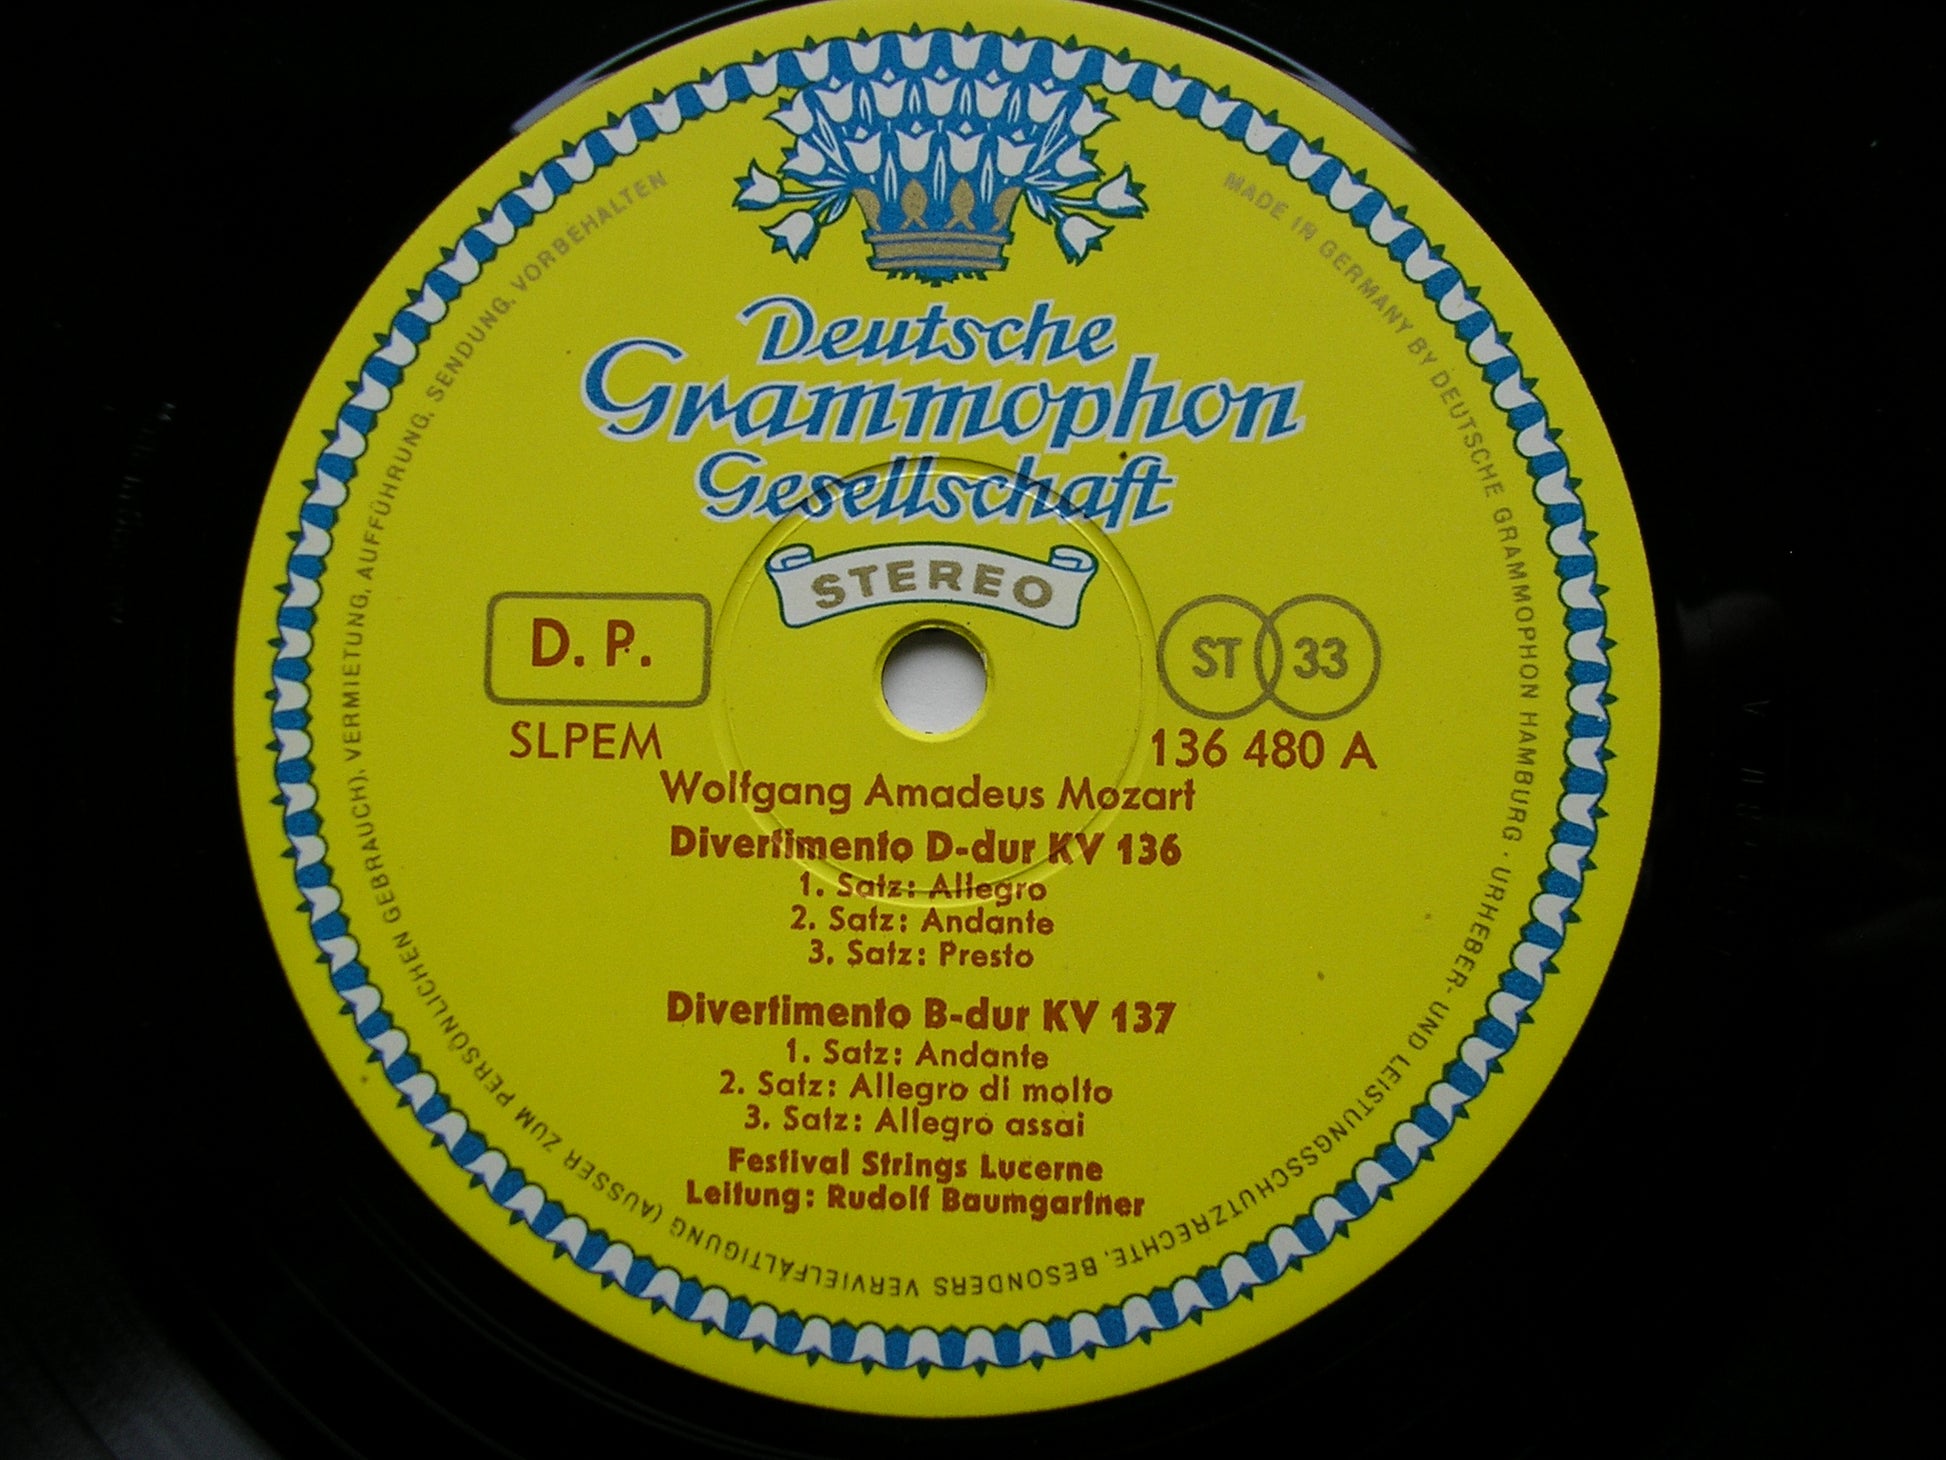 Deutsche
Grammophon
Gesellschaft
STEREO
D. P.
ST 33
SLPEM
136 480 A
Wolfgang Amadeus Mozart
Divertimento D-dur KV 136
1. Satz: Allegro
2. Satz: Andante
3. Satz: Presto
Divertimento B-dur KV 137
1. Satz: Andante
2. Satz: Allegro di molto
3. Satz: Allegro assai
Festival Strings Lucerne
Leitung: Rudolf Baumgartner
MADE IN GERMANY BY DEUTSCHE GRAMMOPHON HAMBURG · URHEBER- UND LEISTUNGSSCHUTZRECHTE, BESONDERS VERVIELFÄLTIGUNG (AUSSER ZUM PERSÖNLICHEN GEBRAUCH), VERMIETUNG, AUFFÜHRUNG, SENDUNG, VORBEHALTEN